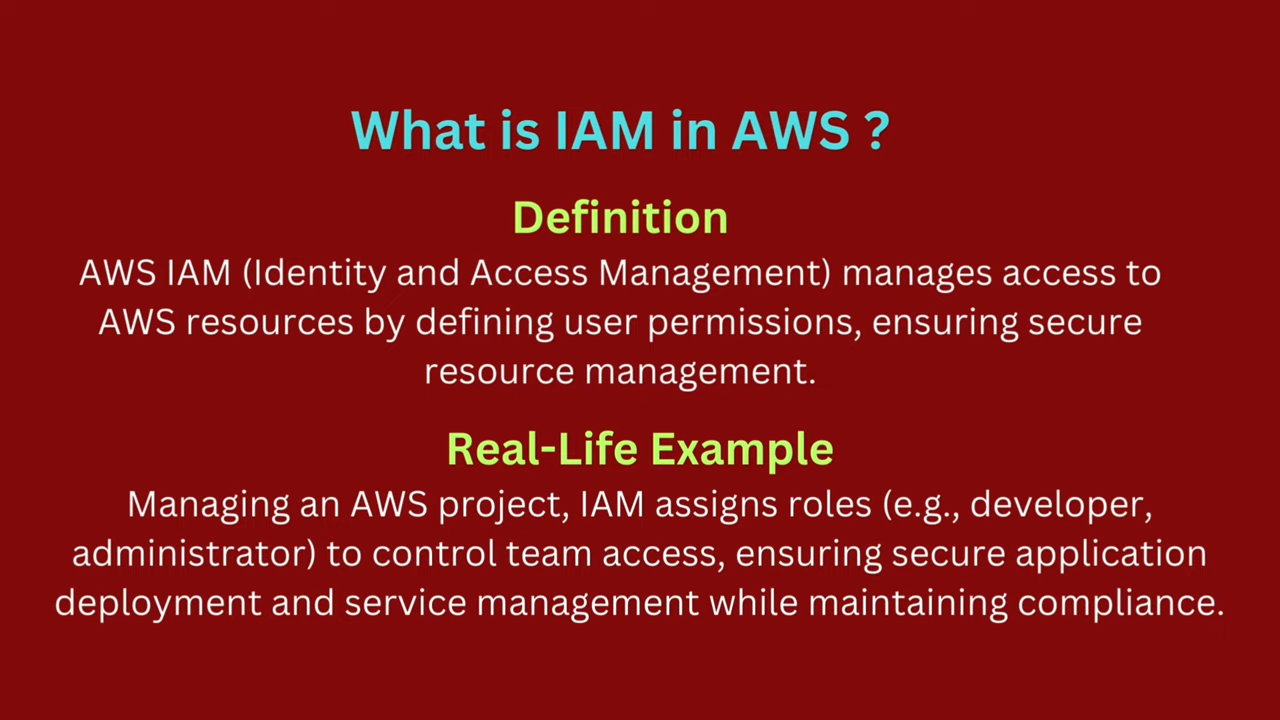 What is IAM in AWS ?
Definition
AWS IAM (Identity and Access Management) manages access to
AWS resources by defining user permissions, ensuring secure
resource management.
Real-Life Example
Managing an AWS project, IAM assigns roles (e.g., developer,
administrator) to control team access, ensuring secure application
deployment and service management while maintaining compliance.